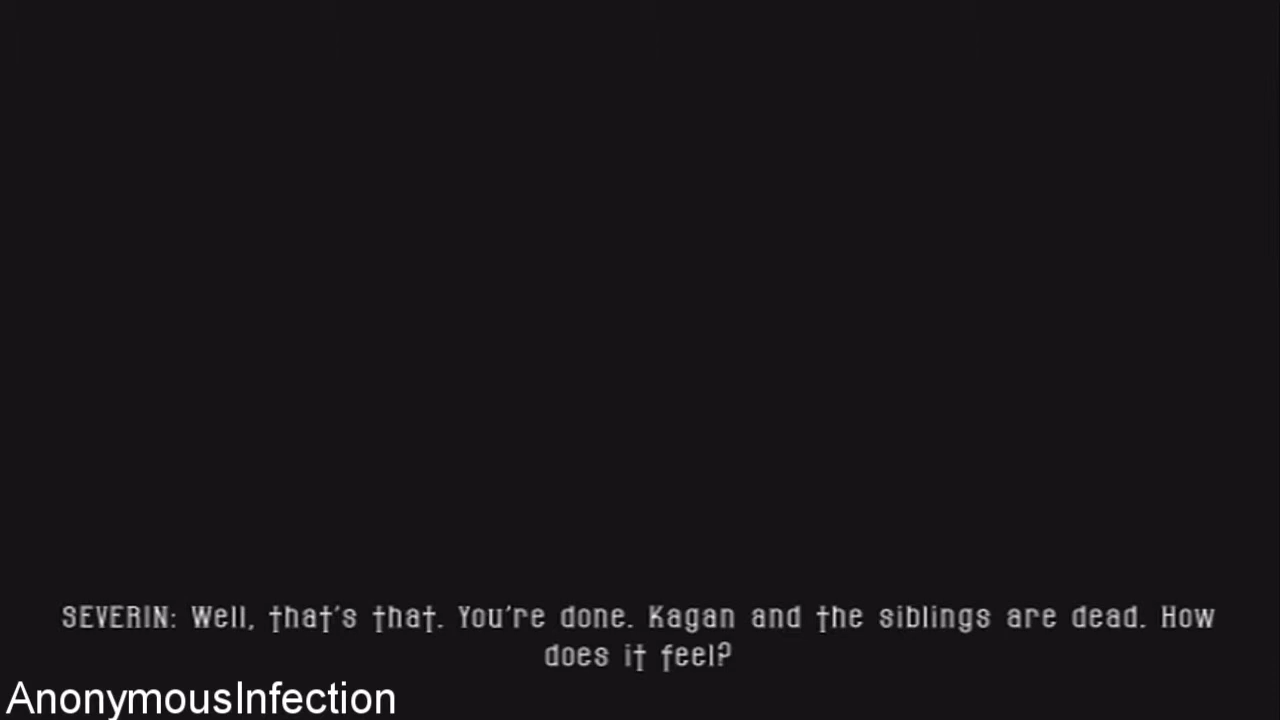 SEVERIN: Well, that's that. You're done. Kagan and the siblings are dead. How
does it feel?
AnonymousInfection